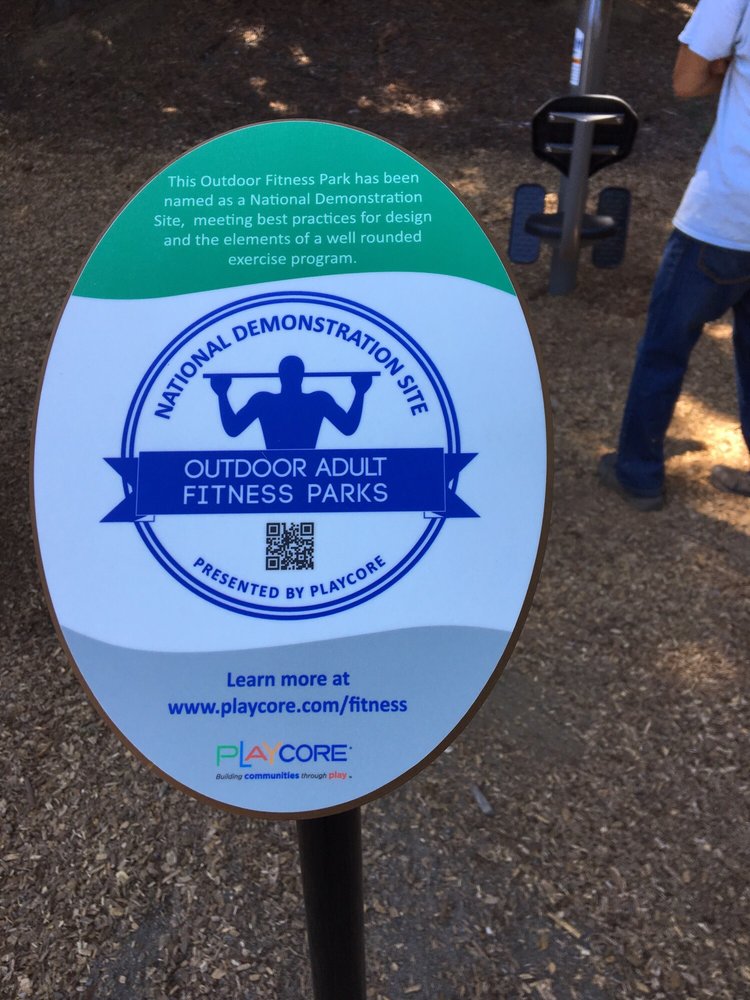 This Outdoor Fitness Park has been
named as a National Demonstration
Site, meeting best practices for design
and the elements of a well rounded
exercise program.
NATIONAL DEMONSTRATION SITE
OUTDOOR ADULT
FITNESS PARKS
PRESENTED BY PLAYCORE
Learn more at
www.playcore.com/fitness
PLAYCORE
Building communities through play